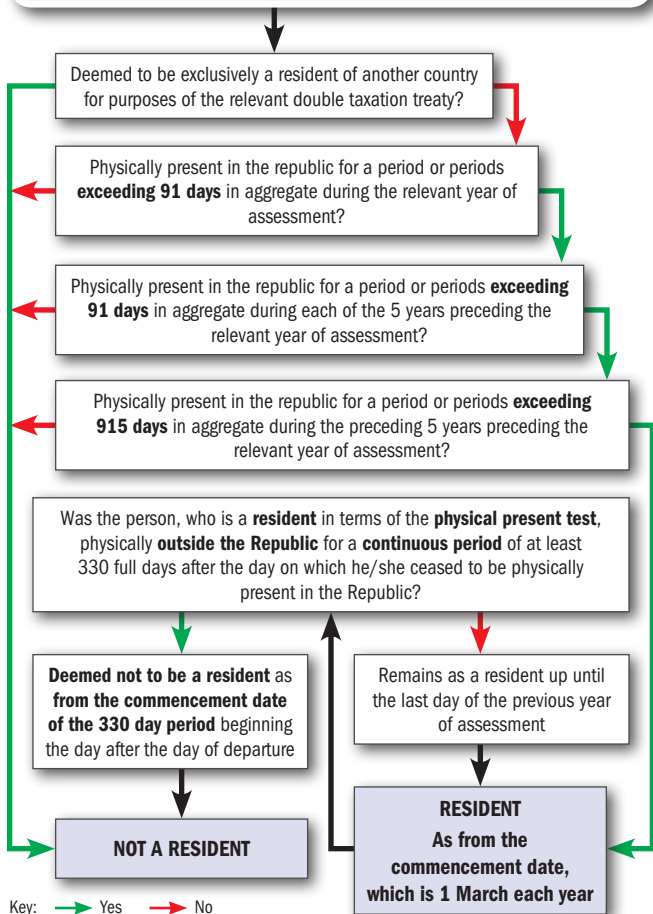 Deemed to be exclusively a resident of another country
for purposes of the relevant double taxation treaty?
Physically present in the republic for a period or periods
exceeding 91 days in aggregate during the relevant year of
assessment?
Physically present in the republic for a period or periods exceeding
91 days in aggregate during each of the 5 years preceding the
relevant year of assessment?
Physically present in the republic for a period or periods exceeding
915 days in aggregate during the preceding 5 years preceding the
relevant year of assessment?
Was the person, who is a resident in terms of the physical present test,
physically outside the Republic for a continuous period of at least
330 full days after the day on which he/she ceased to be physically
present in the Republic?
Deemed not to be a resident as
from the commencement date
of the 330 day period beginning
the day after the day of departure
Remains as a resident up until
the last day of the previous year
of assessment
NOT A RESIDENT
RESIDENT
As from the
commencement date,
which is 1 March each year
Key: Yes No